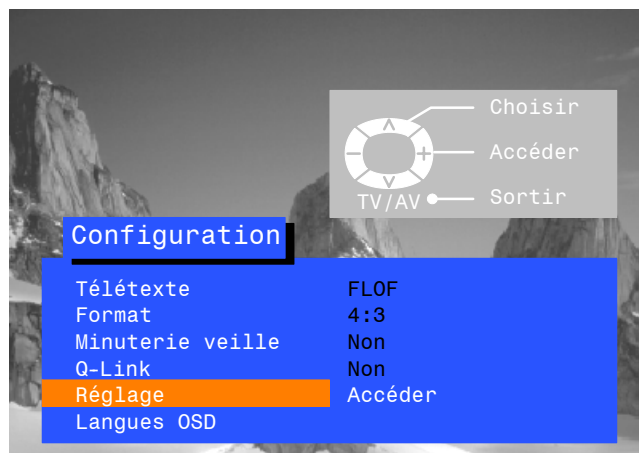 Choisir
Accéder
TV/AV Sortir
Configuration
Télétexte FLOF
Format 4:3
Minuterie veille Non
Q-Link Non
Réglage Accéder
Langues OSD